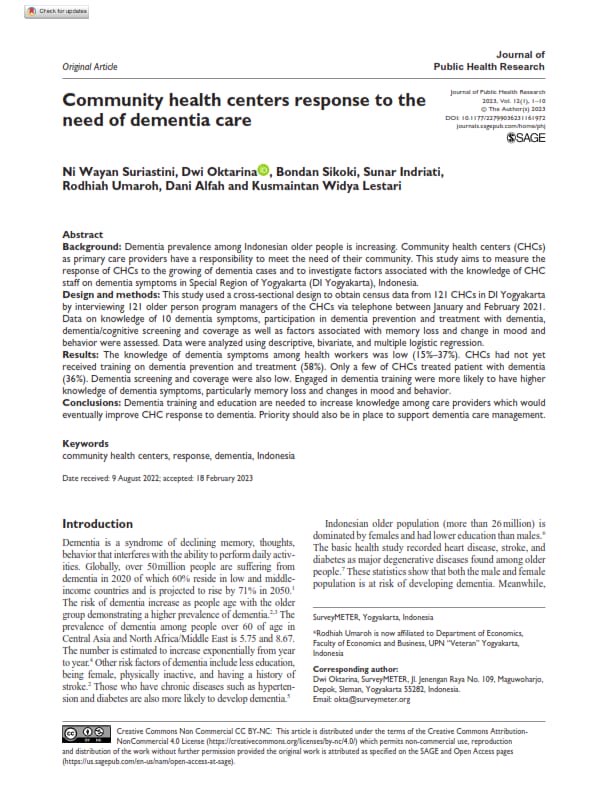 Check for updates
Original Article
Journal of
Public Health Research
Community health centers response to the
need of dementia care
Journal of Public Health Research
2023, Vol. 12(1), 1–10
© The Author(s) 2023
DOI: 10.1177/22799036231161972
journals.sagepub.com/home/phj
SAGE
Ni Wayan Suriastini, Dwi Oktarina, Bondan Sikoki, Sunar Indriati,
Rodhiah Umaroh, Dani Alfah and Kusmaintan Widya Lestari
Abstract
Background: Dementia prevalence among Indonesian older people is increasing. Community health centers (CHCs)
as primary care providers have a responsibility to meet the need of their community. This study aims to measure the
response of CHCs to the growing of dementia cases and to investigate factors associated with the knowledge of CHC
staff on dementia symptoms in Special Region of Yogyakarta (DI Yogyakarta), Indonesia.
Design and methods: This study used a cross-sectional design to obtain census data from 121 CHCs in DI Yogyakarta
by interviewing 121 older person program managers of the CHCs via telephone between January and February 2021.
Data on knowledge of 10 dementia symptoms, participation in dementia prevention and treatment with dementia,
dementia/cognitive screening and coverage as well as factors associated with memory loss and change in mood and
behavior were assessed. Data were analyzed using descriptive, bivariate, and multiple logistic regression.
Results: The knowledge of dementia symptoms among health workers was low (15%–37%). CHCs had not yet
received training on dementia prevention and treatment (58%). Only a few of CHCs treated patient with dementia
(36%). Dementia screening and coverage were also low. Engaged in dementia training were more likely to have higher
knowledge of dementia symptoms, particularly memory loss and changes in mood and behavior.
Conclusions: Dementia training and education are needed to increase knowledge among care providers which would
eventually improve CHC response to dementia. Priority should also be in place to support dementia care management.
Keywords
community health centers, response, dementia, Indonesia
Date received: 9 August 2022; accepted: 18 February 2023
Introduction
Dementia is a syndrome of declining memory, thoughts,
behavior that interferes with the ability to perform daily activ-
ities. Globally, over 50 million people are suffering from
dementia in 2020 of which 60% reside in low and middle-
income countries and is projected to rise by 71% in 2050.1
The risk of dementia increase as people age with the older
group demonstrating a higher prevalence of dementia.2,3 The
prevalence of dementia among people over 60 of age in
Central Asia and North Africa/Middle East is 5.75 and 8.67.
The number is estimated to increase exponentially from year
to year.4 Other risk factors of dementia include less education,
being female, physically inactive, and having a history of
stroke.2 Those who have chronic diseases such as hyperten-
sion and diabetes are also more likely to develop dementia.5
Indonesian older population (more than 26 million) is
dominated by females and had lower education than males.6
The basic health study recorded heart disease, stroke, and
diabetes as major degenerative diseases found among older
people.7 These statistics show that both the male and female
population is at risk of developing dementia. Meanwhile,
SurveyMETER, Yogyakarta, Indonesia
*Rodhiah Umaroh is now affiliated to Department of Economics,
Faculty of Economics and Business, UPN “Veteran” Yogyakarta,
Indonesia
Corresponding author:
Dwi Oktarina, SurveyMETER, Jl. Jenengan Raya No. 109, Maguwoharjo,
Depok, Sleman, Yogyakarta 55282, Indonesia.
Email: okta@surveymeter.org
Creative Commons Non Commercial CC BY-NC: This article is distributed under the terms of the Creative Commons Attribution-
NonCommercial 4.0 License (https://creativecommons.org/licenses/by-nc/4.0/) which permits non-commercial use, reproduction
and distribution of the work without further permission provided the original work is attributed as specified on the SAGE and Open Access pages
(https://us.sagepub.com/en-us/nam/open-access-at-sage).